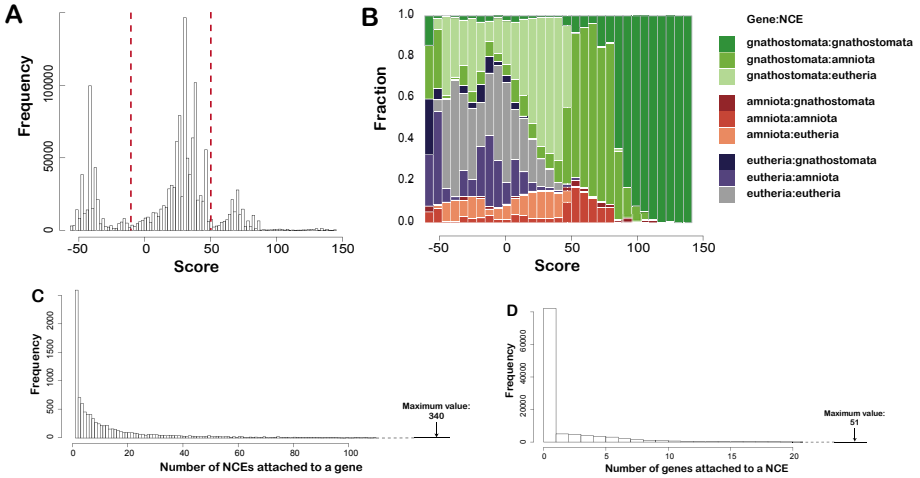 A
Frequency
0
50000
100000
-50 0 50 100 150
Score
B
Fraction
1.0
0.8
0.6
0.4
0.2
0.0
-50 0 50 100 150
Score
Gene:NCE
gnathostomata:gnathostomata
gnathostomata:amniota
gnathostomata:eutheria
amniota:gnathostomata
amniota:amniota
amniota:eutheria
eutheria:gnathostomata
eutheria:amniota
eutheria:eutheria
C
Frequency
0
500
1000
1500
2000
0 20 40 60 80 100
Number of NCEs attached to a gene
Maximum value:
340
D
Frequency
0
20000
40000
60000
0 5 10 15 20
Number of genes attached to a NCE
Maximum value:
51